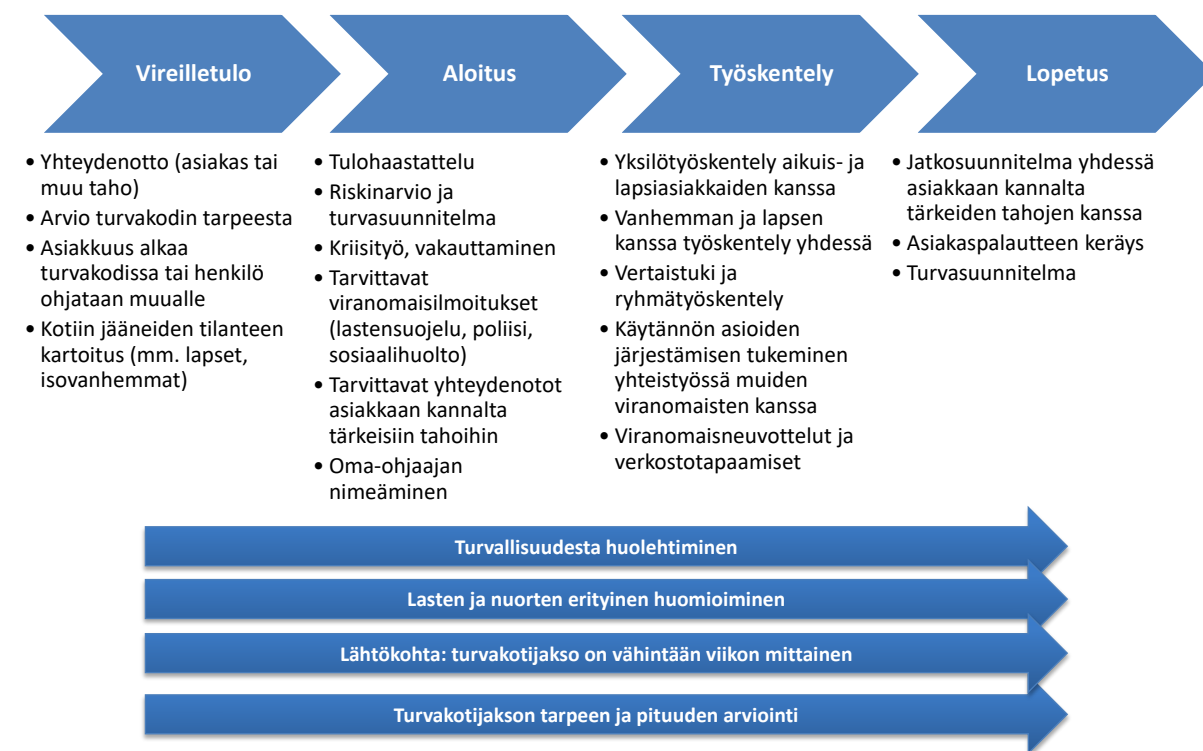 Vireilletulo
Aloitus
Työskentely
Lopetus
• Yhteydenotto (asiakas tai
muu taho)
• Arvio turvakodin tarpeesta
• Asiakkuus alkaa
turvakodissa tai henkilö
ohjataan muualle
• Kotiin jääneiden tilanteen
kartoitus (mm. lapset,
isovanhemmat)
• Tulohaastattelu
• Riskinarvio ja
turvasuunnitelma
• Kriisityö, vakauttaminen
• Tarvittavat
viranomaisilmoitukset
(lastensuojelu, poliisi,
sosiaalihuolto)
• Tarvittavat yhteydenotot
asiakkaan kannalta
tärkeisiin tahoihin
• Oma-ohjaajan
nimeäminen
• Yksilötyöskentely aikuis- ja
lapsiasiakkaiden kanssa
• Vanhemman ja lapsen
kanssa työskentely yhdessä
• Vertaistuki ja
ryhmätyöskentely
• Käytännön asioiden
järjestämisen tukeminen
yhteistyössä muiden
viranomaisten kanssa
• Viranomaisneuvottelut ja
verkostotapaamiset
• Jatkosuunnitelma yhdessä
asiakkaan kannalta
tärkeiden tahojen kanssa
• Asiakaspalautteen keräys
• Turvasuunnitelma
Turvallisuudesta huolehtiminen
Lasten ja nuorten erityinen huomioiminen
Lähtökohta: turvakotijakso on vähintään viikon mittainen
Turvakotijakson tarpeen ja pituuden arviointi